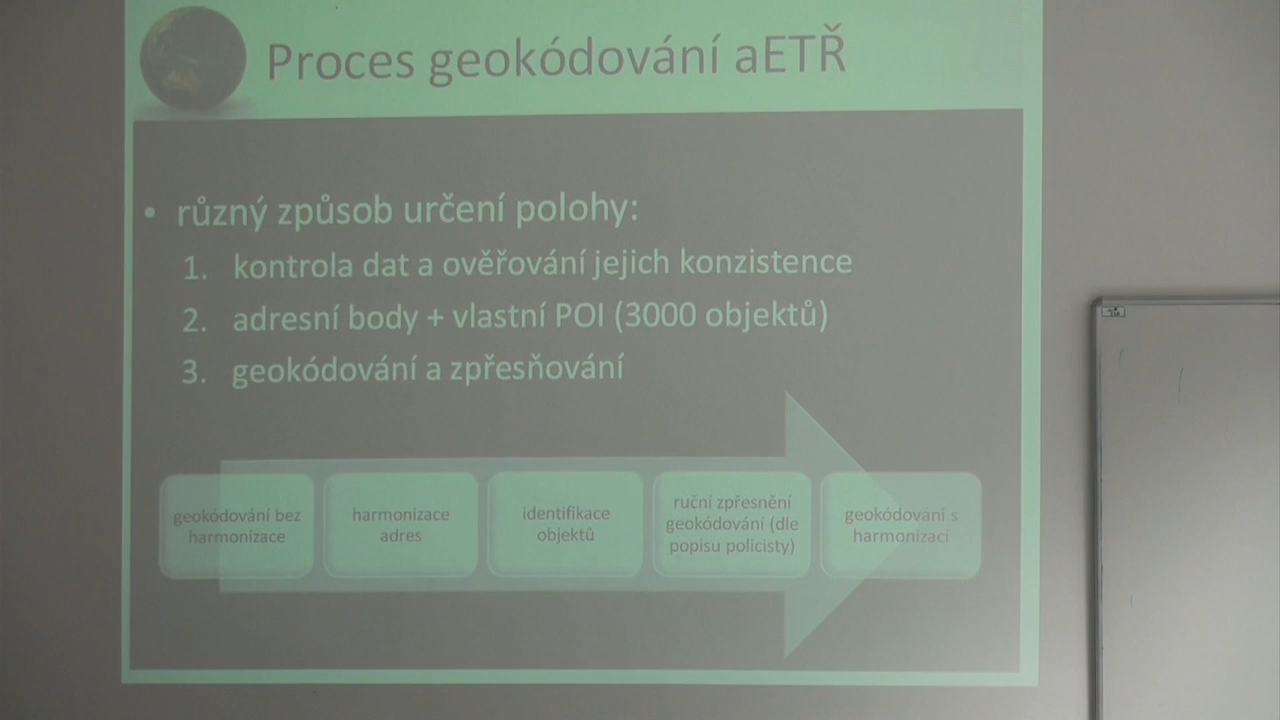 Proces geokódování aETŘ
• různý způsob určení polohy:
1. kontrola dat a ověřování jejich konzistence
2. adresní body + vlastní POI (3000 objektů)
3. geokódování a zpřesňování
geokódování bez
harmonizace
harmonizace
adres
identifikace
objektů
ruční zpřesnění
geokódování (dle
popisu policisty)
geokódovaní s
harmonizací